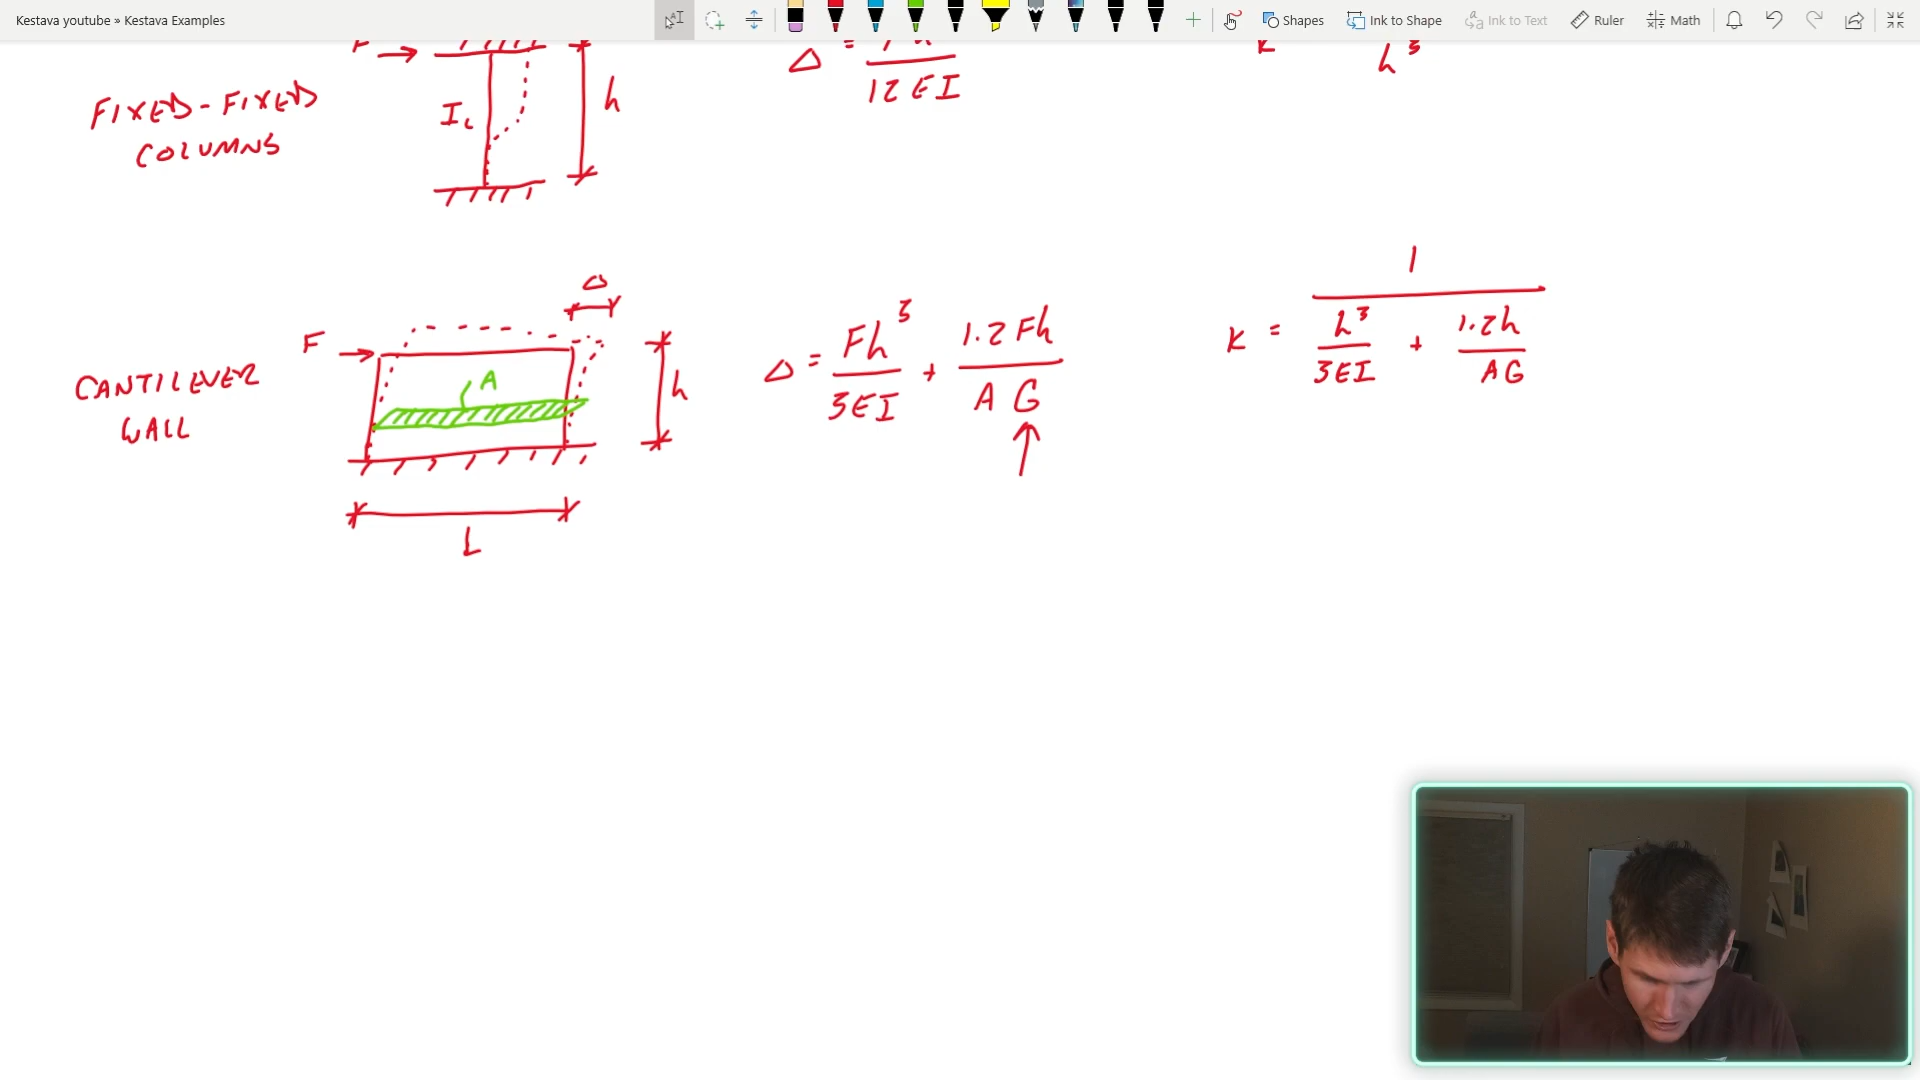 Kestava youtube » Kestava Examples
Shapes
Ink to Shape
Ink to Text
Ruler
Math
F
FIXED-FIXED
COLUMNS
Ic
h
Δ =
12EI
K
h³
CANTILEVER
WALL
F
Δ
A
h
L
Δ = Fh³/3EI + 1.2Fh/AG
K = 1/(h³/3EI + 1.2h/AG)